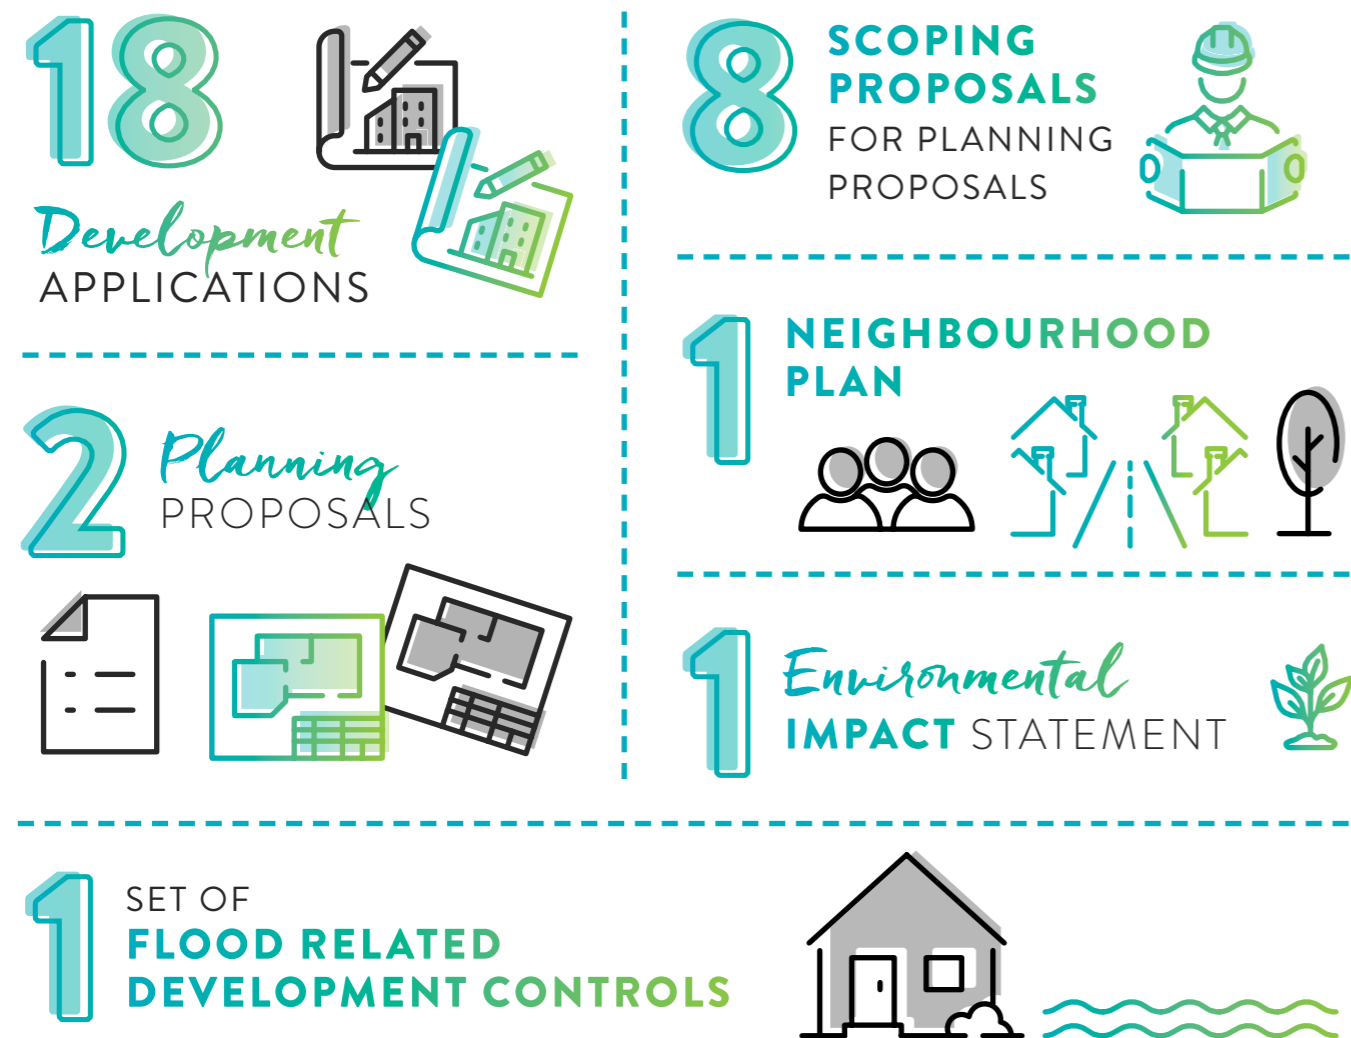 18
Development
APPLICATIONS
2
Planning
PROPOSALS
8
SCOPING
PROPOSALS
FOR PLANNING
PROPOSALS
1
NEIGHBOURHOOD
PLAN
1
Environmental
IMPACT STATEMENT
1
SET OF
FLOOD RELATED
DEVELOPMENT CONTROLS